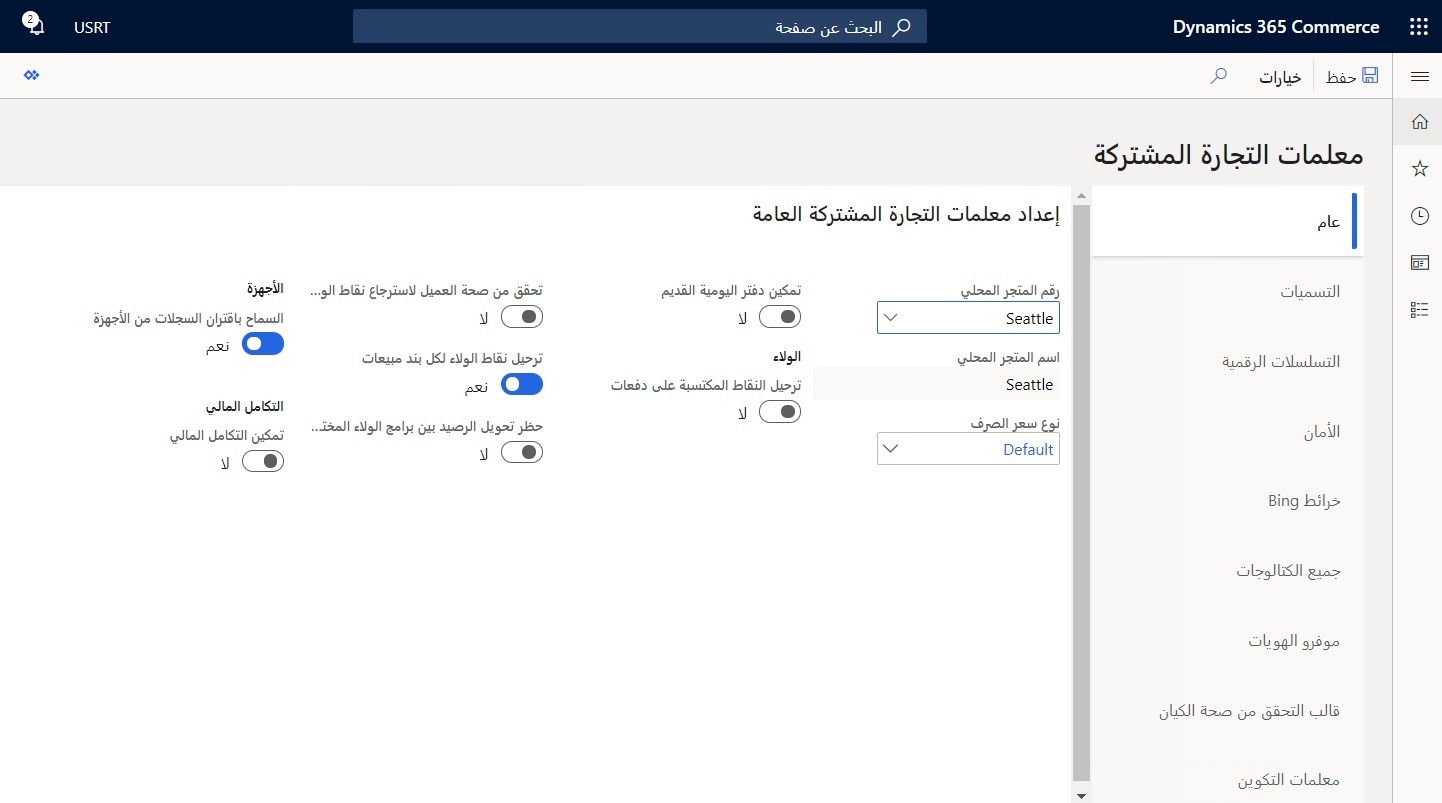 Dynamics 365 Commerce
البحث عن صفحة
USRT
2
حفظ
خيارات
معلمات التجارة المشتركة
عام
التسميات
التسلسلات الرقمية
الأمان
خرائط Bing
جميع الكتالوجات
موفرو الهويات
قالب التحقق من صحة الكيان
معلمات التكوين
إعداد معلمات التجارة المشتركة العامة
رقم المتجر المحلي
Seattle
اسم المتجر المحلي
Seattle
نوع سعر الصرف
Default
تمكين دفتر اليومية القديم
لا
الولاء
ترحيل النقاط المكتسبة على دفعات
لا
تحقق من صحة العميل لاسترجاع نقاط الو...
لا
ترحيل نقاط الولاء لكل بند مبيعات
نعم
حظر تحويل الرصيد بين برامج الولاء المختـ...
لا
الأجهزة
السماح باقتران السجلات من الأجهزة
نعم
التكامل المالي
تمكين التكامل المالي
لا